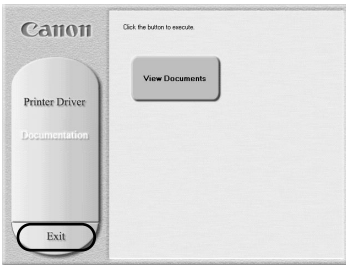 Canon
Click the button to execute.
View Documents
Printer Driver
Documentation
Exit